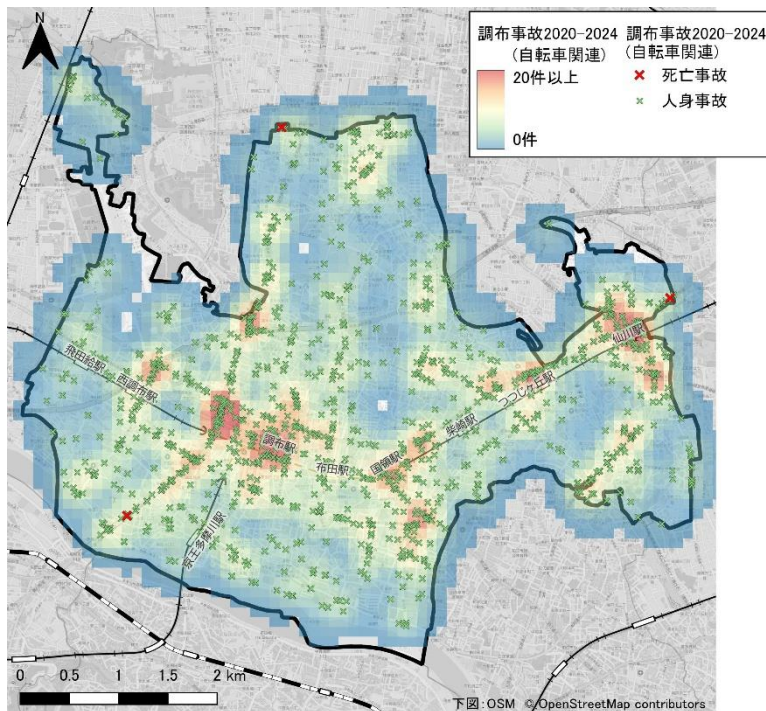 N
調布事故2020-2024
(自転車関連)
20件以上
0件
調布事故2020-2024
(自転車関連)
死亡事故
人身事故
仙川駅
つつじヶ丘駅
柴崎駅
国領駅
布田駅
調布駅
西調布駅
飛田給駅
京王多摩川駅
0 0.5 1 1.5 2 km
下図:OSM © OpenStreetMap contributors